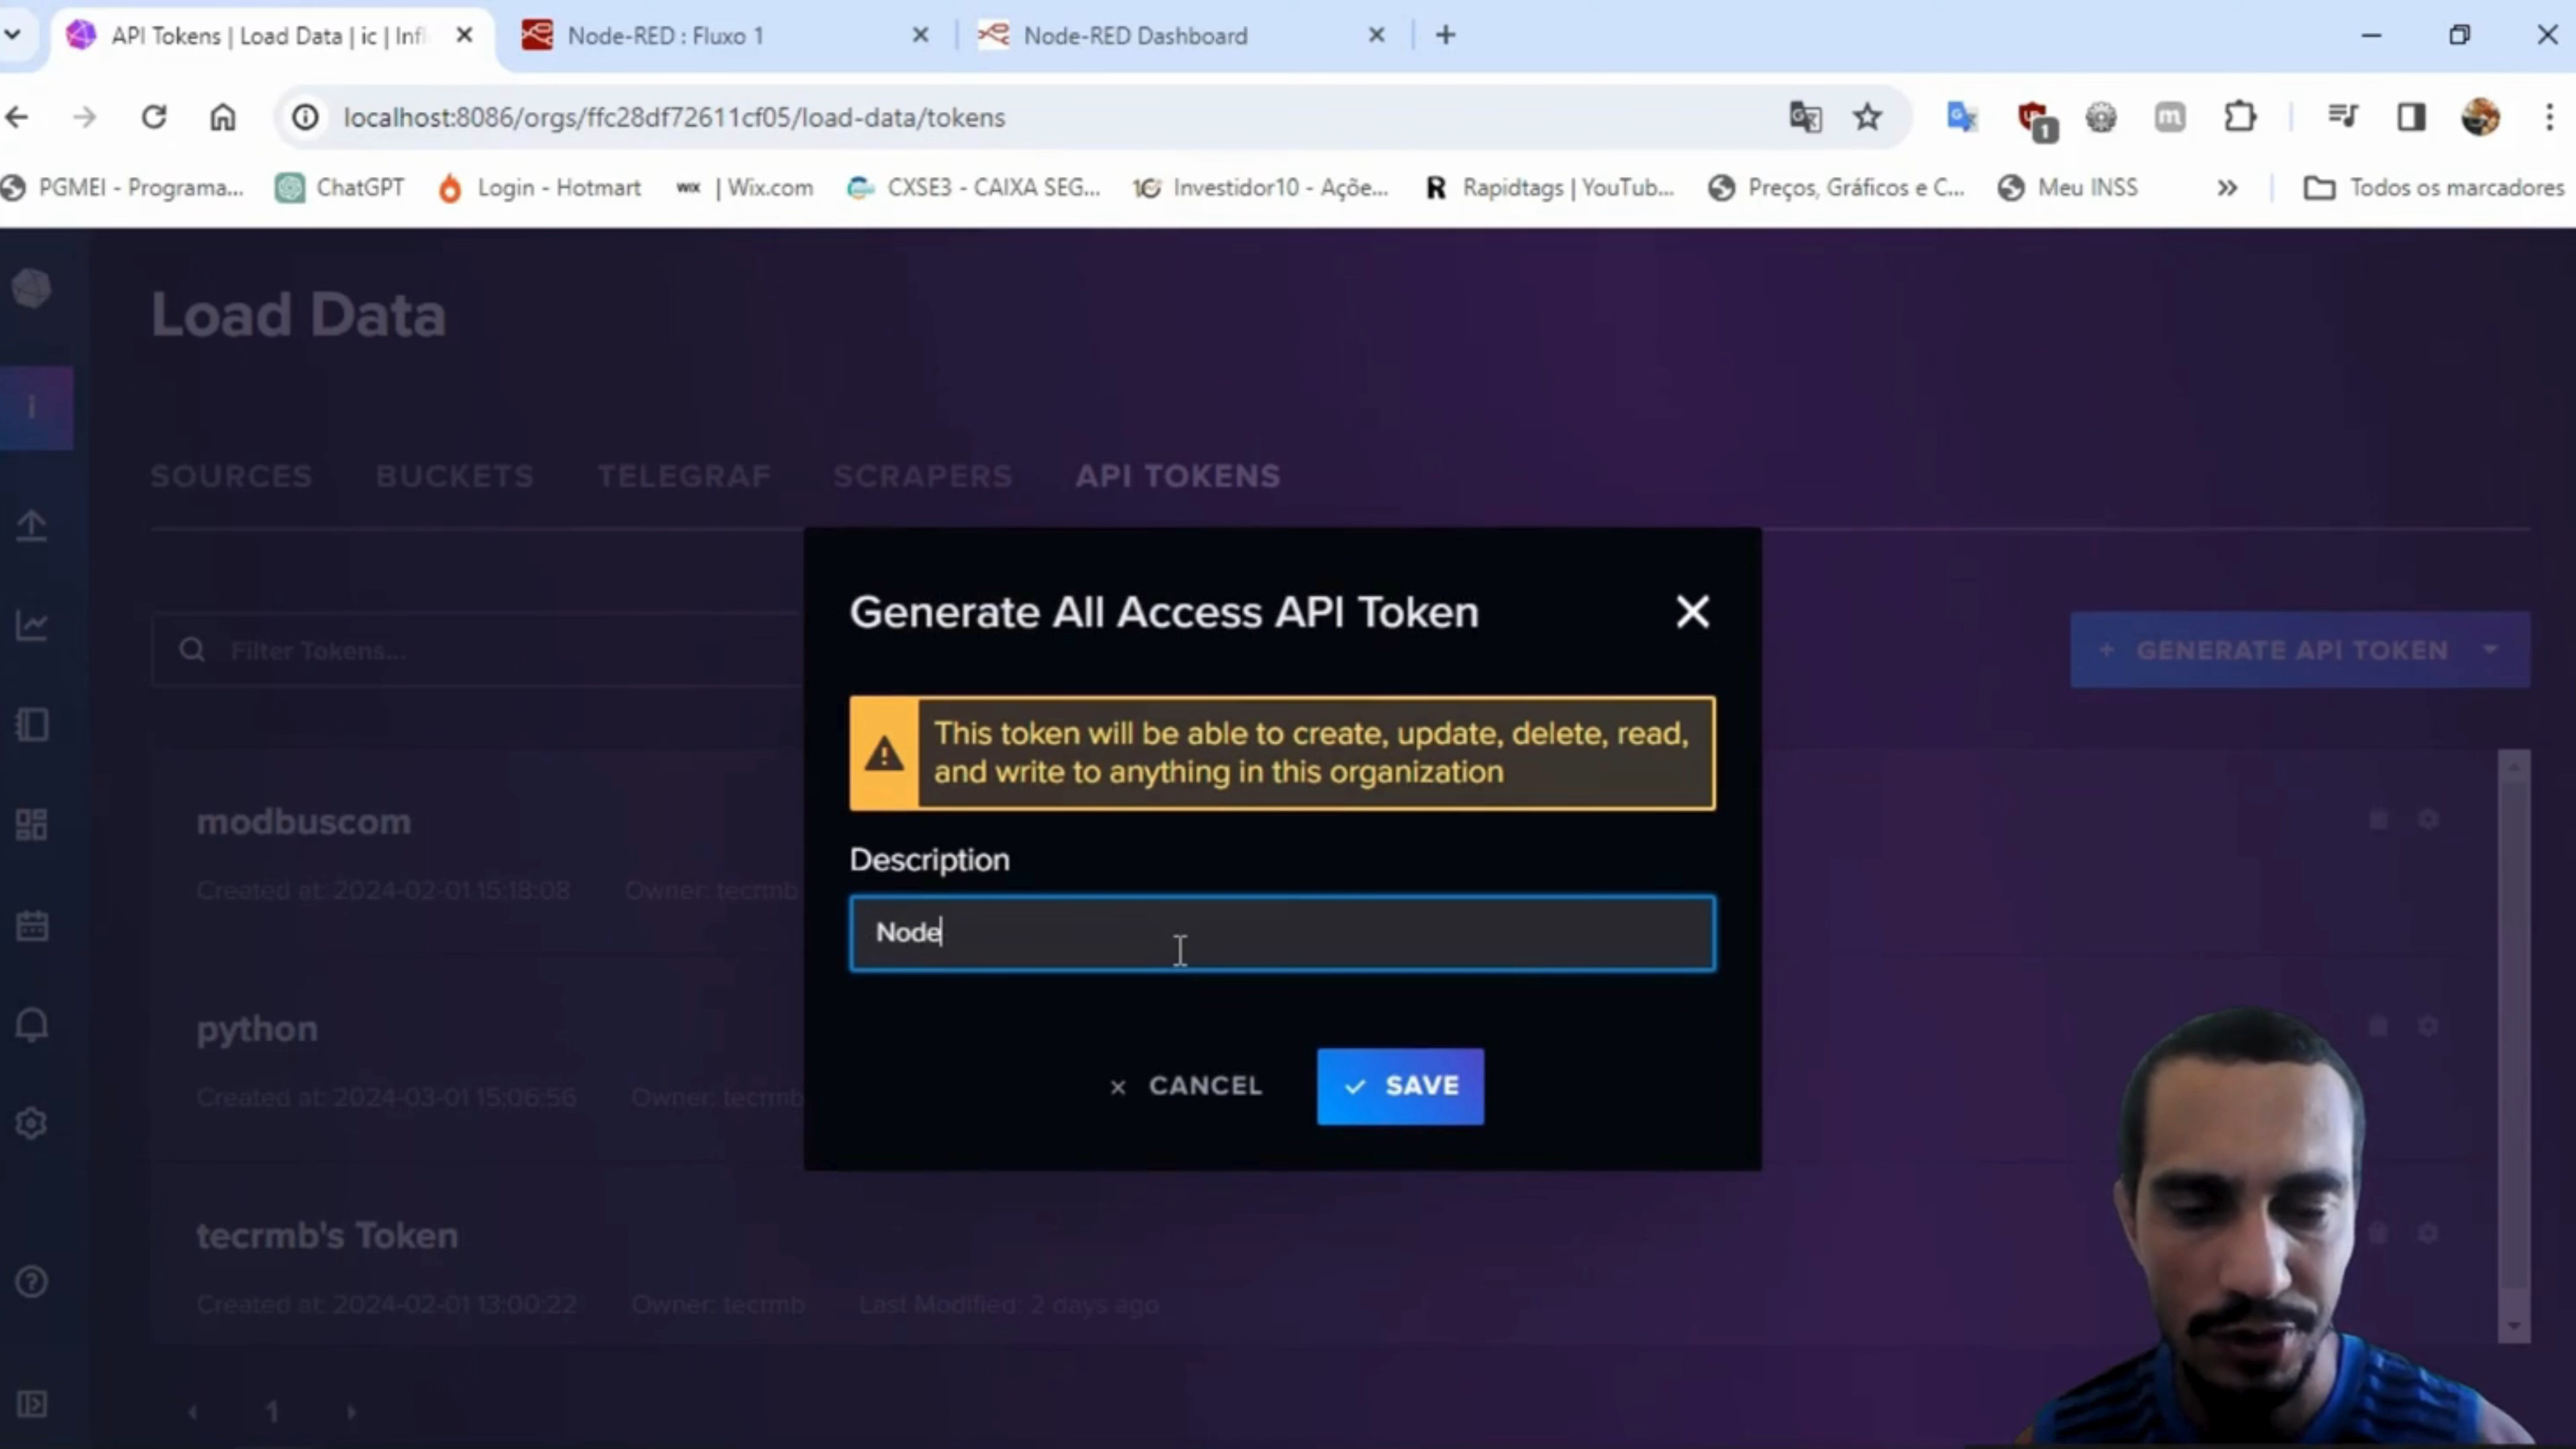 API Tokens | Load Data | ic | Infl
Node-RED : Fluxo 1
Node-RED Dashboard
localhost:8086/orgs/ffc28df72611cf05/load-data/tokens
1
PGMEI - Programa...
ChatGPT
Login - Hotmart
WIX | Wix.com
CXSE3 - CAIXA SEG...
Investidor10 - Açõe...
R Rapidtags | YouTub...
Preços, Gráficos e C...
Meu INSS
Todos os marcadores
Load Data
i
SOURCES BUCKETS TELEGRAF SCRAPERS API TOKENS
Filter Tokens...
+ GENERATE API TOKEN
Generate All Access API Token
This token will be able to create, update, delete, read,
and write to anything in this organization
Description
Node
CANCEL
SAVE
modbuscom
Created at: 2024-02-01 15:18:08 Owner: tecrmb
python
Created at: 2024-03-01 15:06:56 Owner: tecrmb
tecrmb's Token
Created at: 2024-02-01 13:00:22 Owner: tecrmb Last Modified: 2 days ago
1